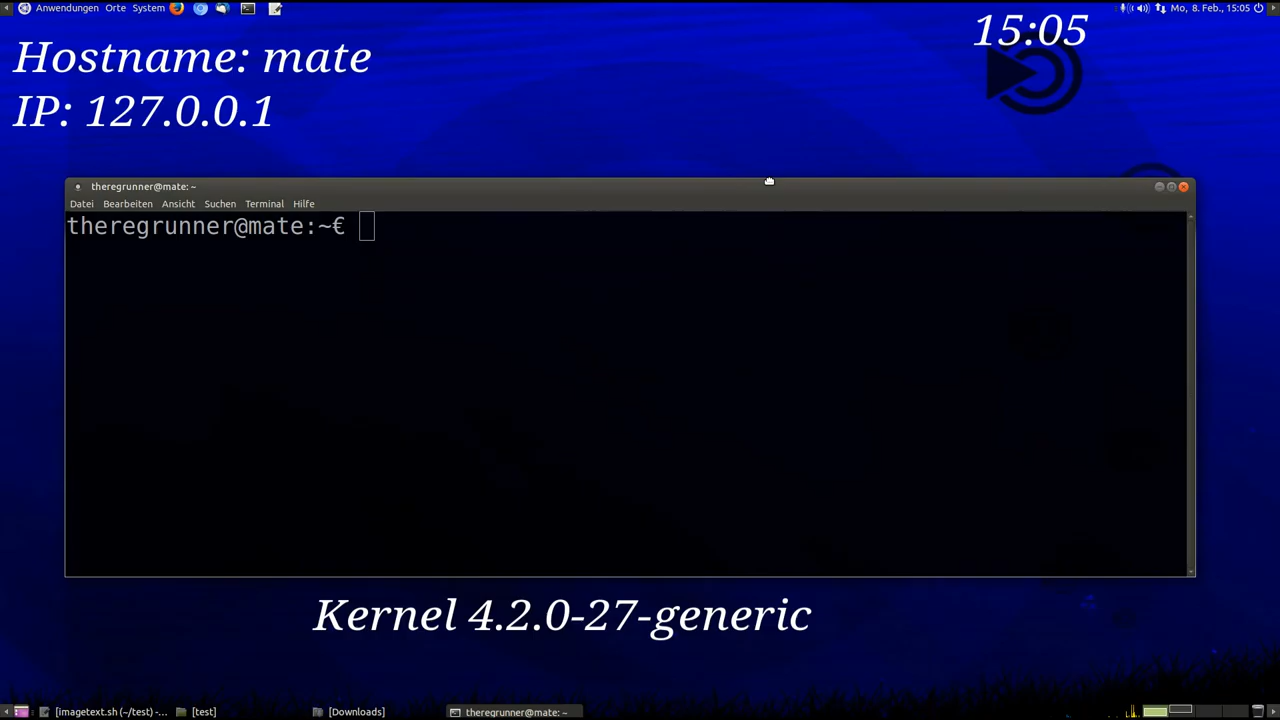 Anwendungen Orte System
Mo, 8. Feb., 15:05
15:05
Hostname: mate
IP: 127.0.0.1
theregrunner@mate: ~
Datei Bearbeiten Ansicht Suchen Terminal Hilfe
theregrunner@mate:~€
Kernel 4.2.0-27-generic
[imagetext.sh (~/test) -... [test] [Downloads] theregrunner@mate: ~